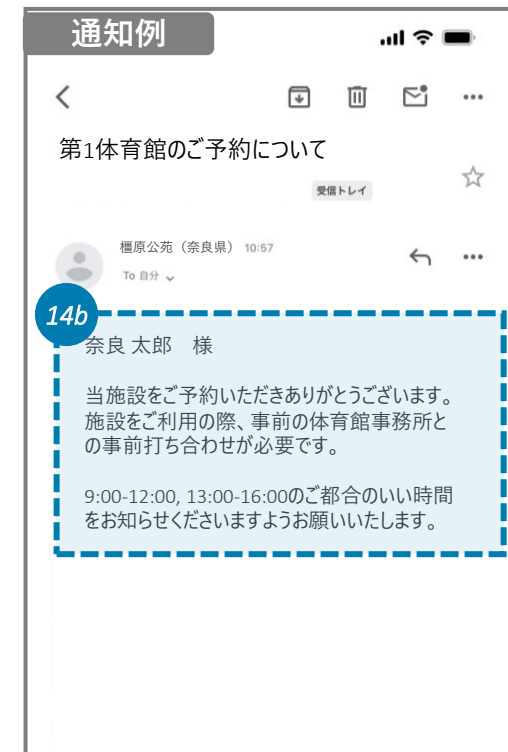 通知例
第1体育館のご予約について
受信トレイ
橿原公苑（奈良県） 10:57
To 自分
14b
奈良 太郎　様
当施設をご予約いただきありがとうございます。
施設をご利用の際、事前の体育館事務所と
の事前打ち合わせが必要です。
9:00-12:00, 13:00-16:00のご都合のいい時間
をお知らせくださいますようお願いいたします。